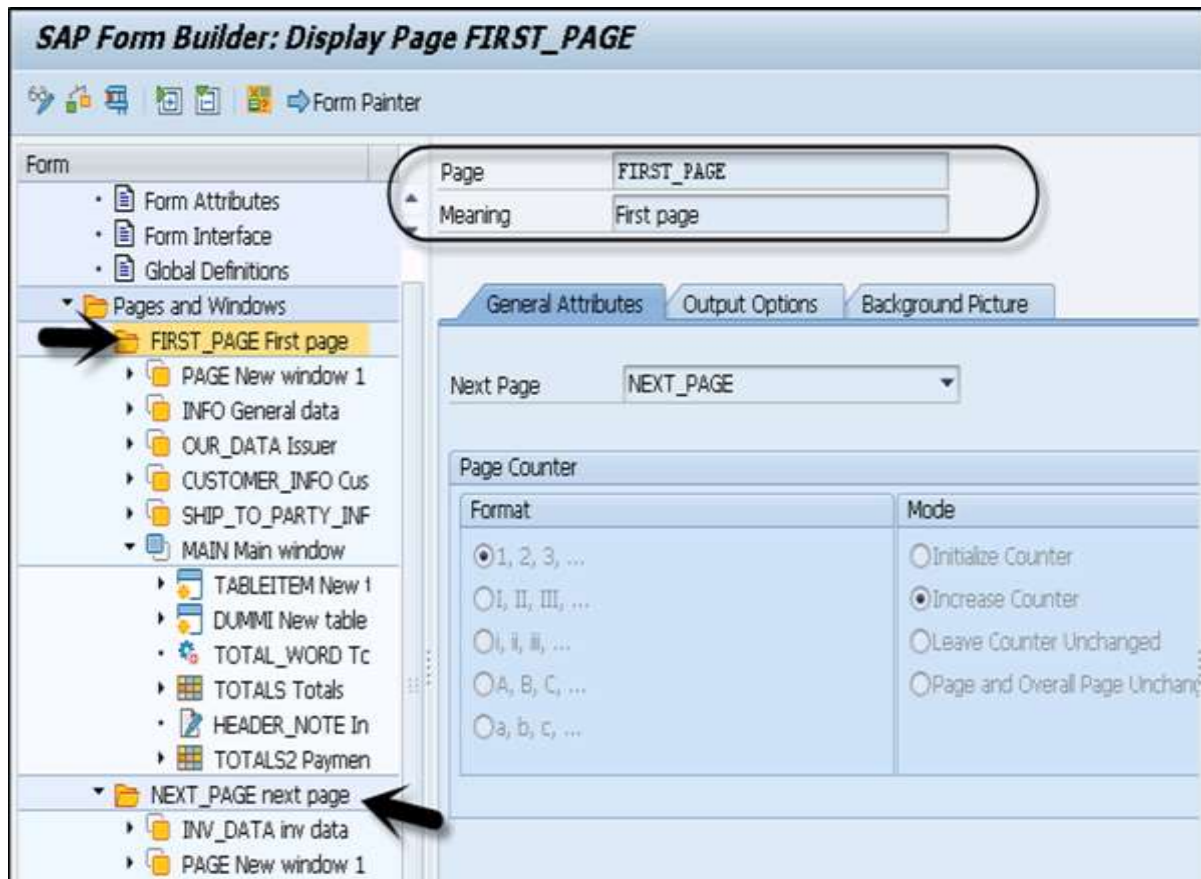 SAP Form Builder: Display Page FIRST_PAGE
Form Painter
Form
Form Attributes
Form Interface
Global Definitions
Pages and Windows
FIRST_PAGE First page
PAGE New window 1
INFO General data
OUR_DATA Issuer
CUSTOMER_INFO Cus
SHIP_TO_PARTY_INF
MAIN Main window
TABLEITEM New t
DUMMI New table
TOTAL_WORD Tc
TOTALS Totals
HEADER_NOTE In
TOTALS2 Paymen
NEXT_PAGE next page
INV_DATA inv data
PAGE New window 1
Page FIRST_PAGE
Meaning First page
General Attributes Output Options Background Picture
Next Page NEXT_PAGE
Page Counter
Format
1, 2, 3, ...
I, II, III, ...
i, ii, iii, ...
A, B, C, ...
a, b, c, ...
Mode
Initialize Counter
Increase Counter
Leave Counter Unchanged
Page and Overall Page Unchang